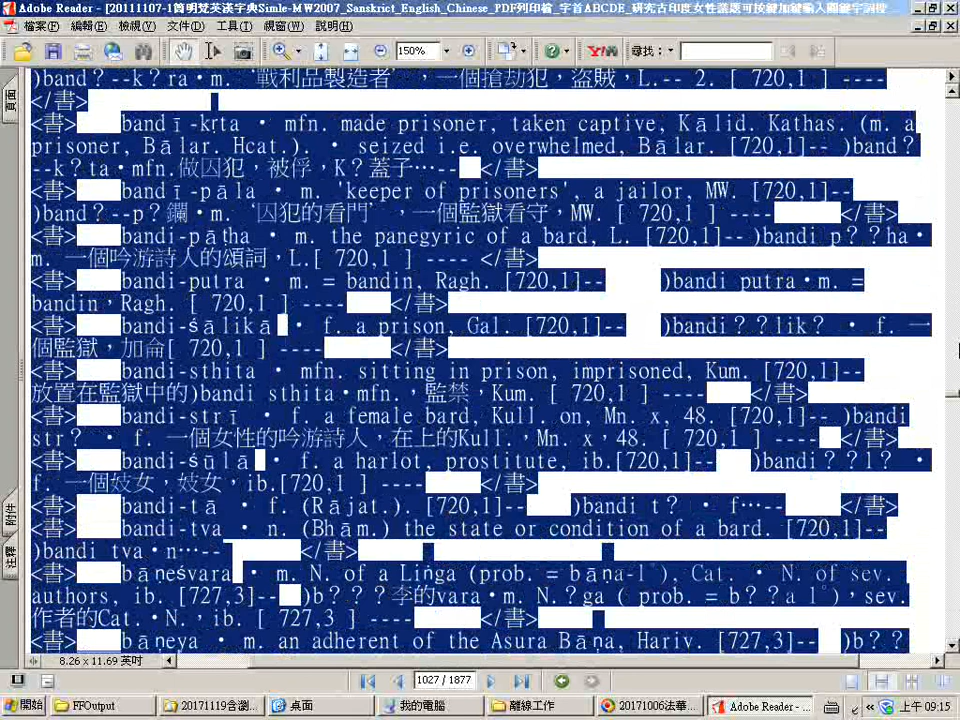 Adobe Reader - [20111107-1簡明梵英漢字典Simle-MW2007_Sanskrict_English_Chinese_PDF列印檔_字首ABCDE_研究古印度女性議題可按關鍵字輸入關鍵字詞搜
檔案(F) 編輯(E) 檢視(V) 文件(D) 工具(T) 視窗(W) 說明(H)
150% 尋找：
頁面
)band？--k？ra‧m. ‘戰利品製造者’，一個搶劫犯，盜賊，L.-- 2. [ 720,1 ] ----
</書>
<書> bandī-kṛta ‧ mfn. made prisoner, taken captive, Kālid. Kathas. (m. a
prisoner, Bālar. Hcat.). ‧ seized i.e. overwhelmed, Bālar. [720,1]-- )band？
--k？ta‧mfn.做囚犯，被俘，K？蓋子…-- </書>
<書> bandī-pāla ‧ m. 'keeper of prisoners', a jailor, MW. [720,1]--
)band？--p？鑭‧m. ‘囚犯的看門’，一個監獄看守，MW. [ 720,1 ] ---- </書>
<書> bandi-pāṭha ‧ m. the panegyric of a bard, L. [720,1]-- )bandi p？？ha‧
m. 一個吟游詩人的頌詞，L.[ 720,1 ] ---- </書>
<書> bandi-putra ‧ m. = bandin, Ragh. [720,1]-- )bandi putra‧m. =
bandin，Ragh. [ 720,1 ] ---- </書>
<書> bandi-śālikā ‧ f. a prison, Gal. [720,1]-- )bandi？？lik？ ‧ f. 一
個監獄，加侖[ 720,1 ] ---- </書>
<書> bandi-sthita ‧ mfn. sitting in prison, imprisoned, Kum. [720,1]--
放置在監獄中的)bandi sthita‧mfn.，監禁，Kum. [ 720,1 ] ---- </書>
<書> bandi-strī ‧ f. a female bard, Kull. on, Mn. x, 48. [720,1]-- )bandi
str？ ‧ f. 一個女性的吟游詩人，在上的Kull.，Mn. x，48. [ 720,1 ] ---- </書>
<書> bandi-śūlā ‧ f. a harlot, prostitute, ib.[720,1]-- )bandi？？l？ ‧
f. 一個妓女，妓女，ib.[720,1 ] ---- </書>
<書> bandi-tā ‧ f. (Rājat.). [720,1]-- )bandi t？ ‧ f…-- </書>
<書> bandi-tva ‧ n. (Bhām.) the state or condition of a bard. [720,1]--
)bandi tva‧n…-- </書>
<書> bāṇeśvara ‧ m. N. of a Liṅga (prob. = bāṇa-l°), Cat. ‧ N. of sev.
authors, ib. [727,3]-- )b？？？李的vara‧m. N.？ga ( prob. = b？？a l°)，sev.
作者的Cat.‧N.，ib. [ 727,3 ] ---- </書>
<書> bāṇeya ‧ m. an adherent of the Asura Bāṇa, Hariv. [727,3]-- )b？？
附件
注釋
8.26 x 11.69 英吋
1027 / 1877
開始 FFOutput 20171119含瀏... 桌面 我的電腦 離線工作 20171006法華... Adobe Reader - ... 上午 09:15